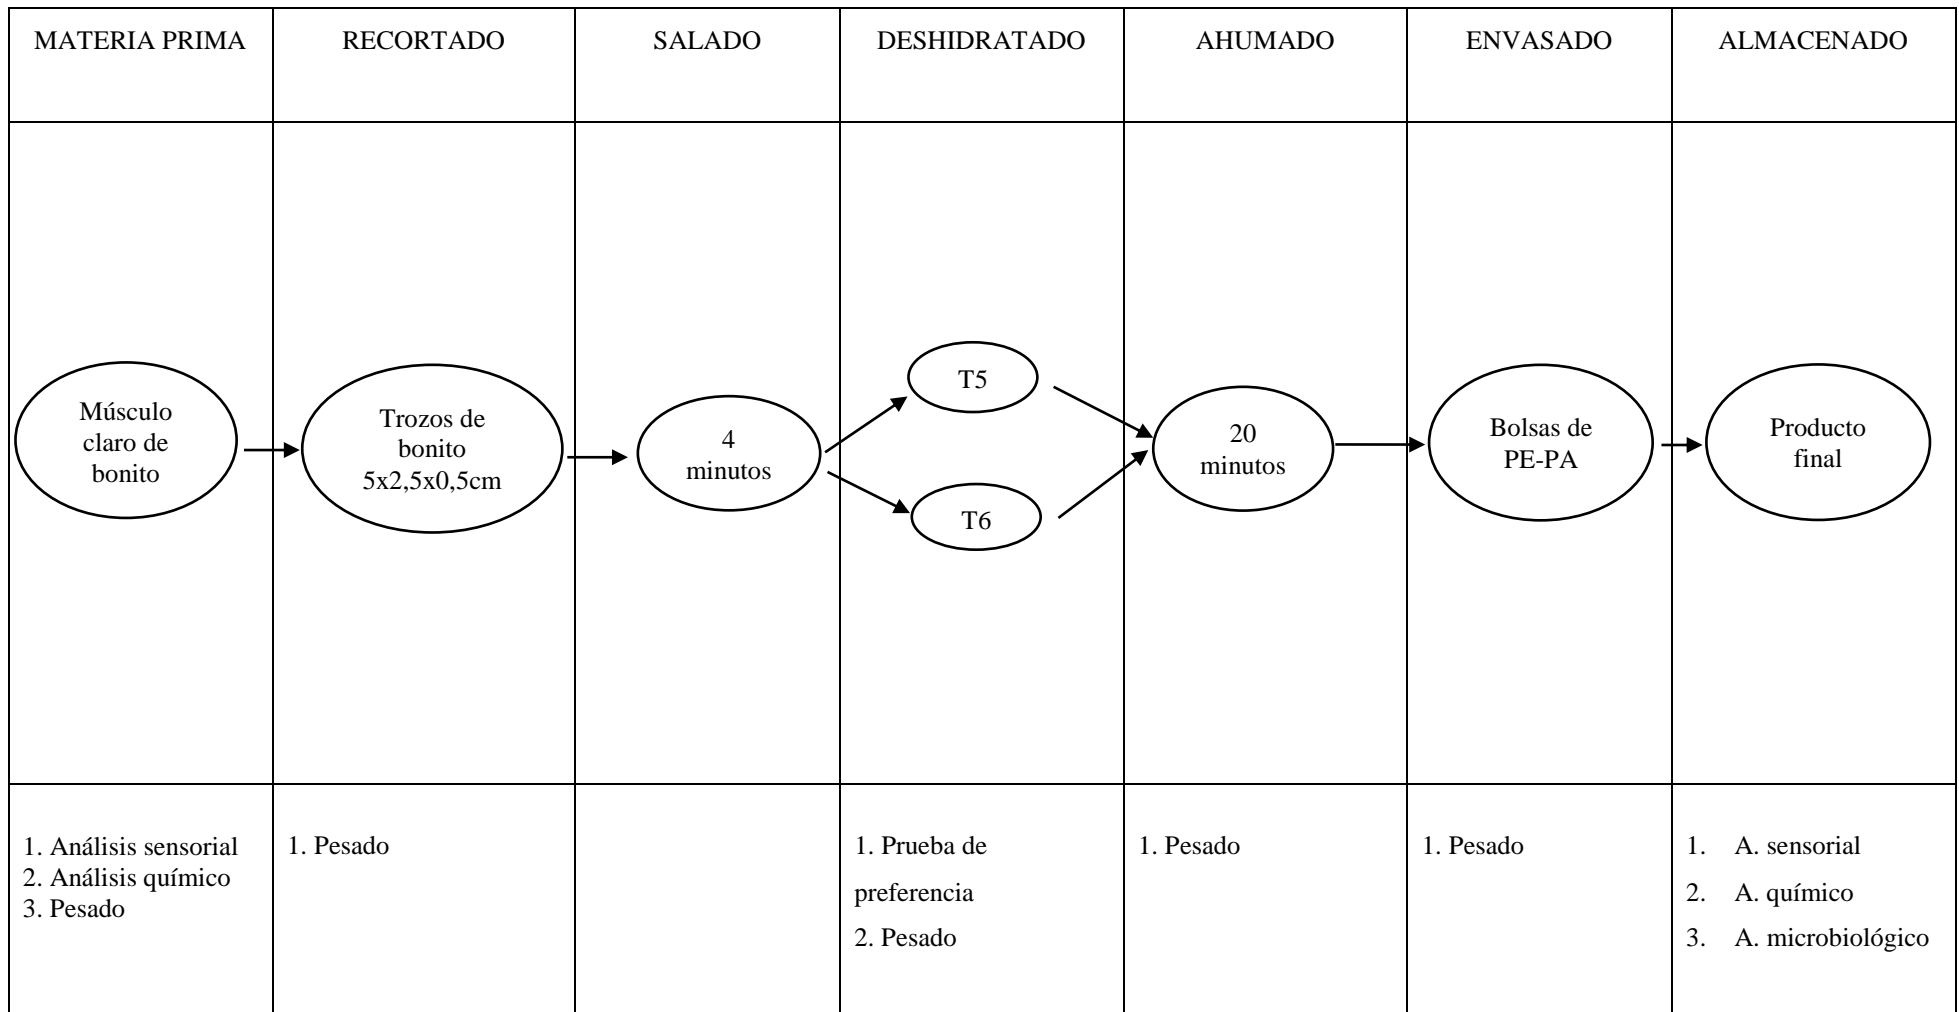 MATERIA PRIMA
RECORTADO
SALADO
DESHIDRATADO
AHUMADO
ENVASADO
ALMACENADO
Músculo
claro de
bonito
Trozos de
bonito
5x2,5x0,5cm
4
minutos
T5
T6
20
minutos
Bolsas de
PE-PA
Producto
final
1. Análisis sensorial
2. Análisis químico
3. Pesado
1. Pesado
1. Prueba de
preferencia
2. Pesado
1. Pesado
1. Pesado
1. A. sensorial
2. A. químico
3. A. microbiológico